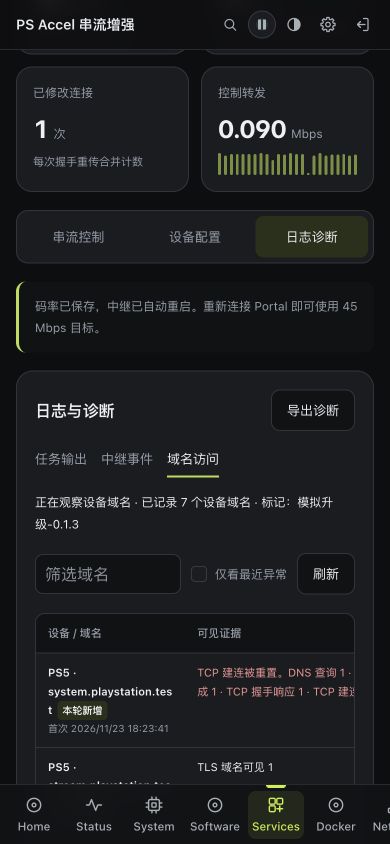 PS Accel 串流增强
已修改连接
1 次
每次握手重传合并计数
控制转发
0.090 Mbps
串流控制 设备配置 日志诊断
码率已保存，中继已自动重启。重新连接 Portal 即可使用 45
Mbps 目标。
日志与诊断 导出诊断
任务输出 中继事件 域名访问
正在观察设备域名 · 已记录 7 个设备域名 · 标记：模拟升
级-0.1.3
筛选域名 仅看最近异常 刷新
设备 / 域名 可见证据
PS5 ·
system.playstation.tes
t 本轮新增
首次 2026/11/23 18:23:41
TCP 建连被重置。DNS 查询 1 ·
成 1 · TCP 握手响应 1 · TCP 建
PS5 ·
TLS 域名可见 1
Home Status System Software Services Docker Net